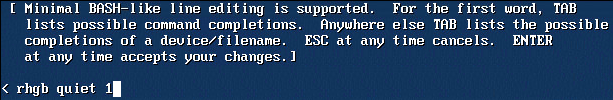 [ Minimal BASH-like line editing is supported.  For the first word, TAB
lists possible command completions.  Anywhere else TAB lists the possible
completions of a device/filename.  ESC at any time cancels.  ENTER
at any time accepts your changes.]
< rhgb quiet 1